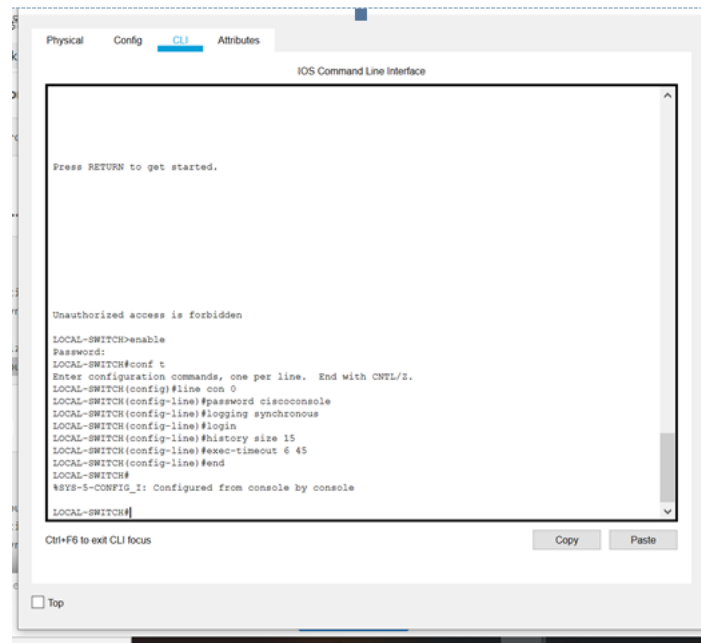 Physical Config CLI Attributes
IOS Command Line Interface
Press RETURN to get started.
Unauthorized access is forbidden
LOCAL-SWITCH>enable
Password:
LOCAL-SWITCH#conf t
Enter configuration commands, one per line. End with CNTL/Z.
LOCAL-SWITCH(config)#line con 0
LOCAL-SWITCH(config-line)#password ciscoconsole
LOCAL-SWITCH(config-line)#logging synchronous
LOCAL-SWITCH(config-line)#login
LOCAL-SWITCH(config-line)#history size 15
LOCAL-SWITCH(config-line)#exec-timeout 6 45
LOCAL-SWITCH(config-line)#end
LOCAL-SWITCH#
%SYS-5-CONFIG_I: Configured from console by console
LOCAL-SWITCH#
Ctrl+F6 to exit CLI focus
Copy Paste
Top